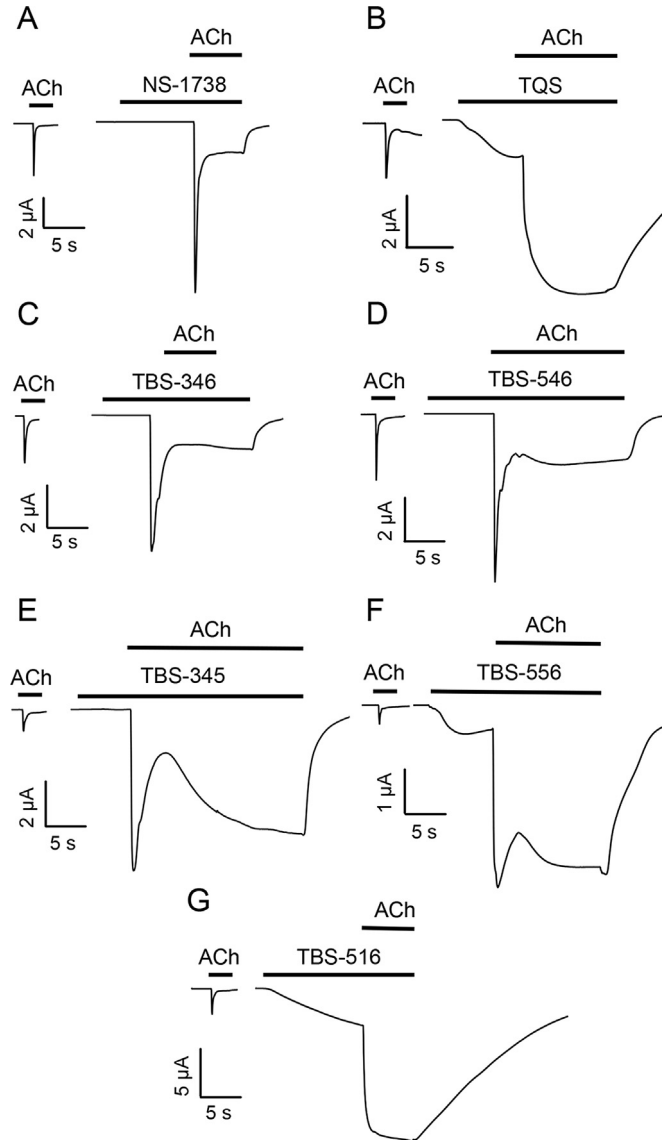 A
ACh
ACh
NS-1738
2 µA
5 s
B
ACh
ACh
TQS
2 µA
5 s
C
ACh
ACh
TBS-346
2 µA
5 s
D
ACh
ACh
TBS-546
2 µA
5 s
E
ACh
ACh
TBS-345
2 µA
5 s
F
ACh
ACh
TBS-556
1 µA
5 s
G
ACh
ACh
TBS-516
5 µA
5 s